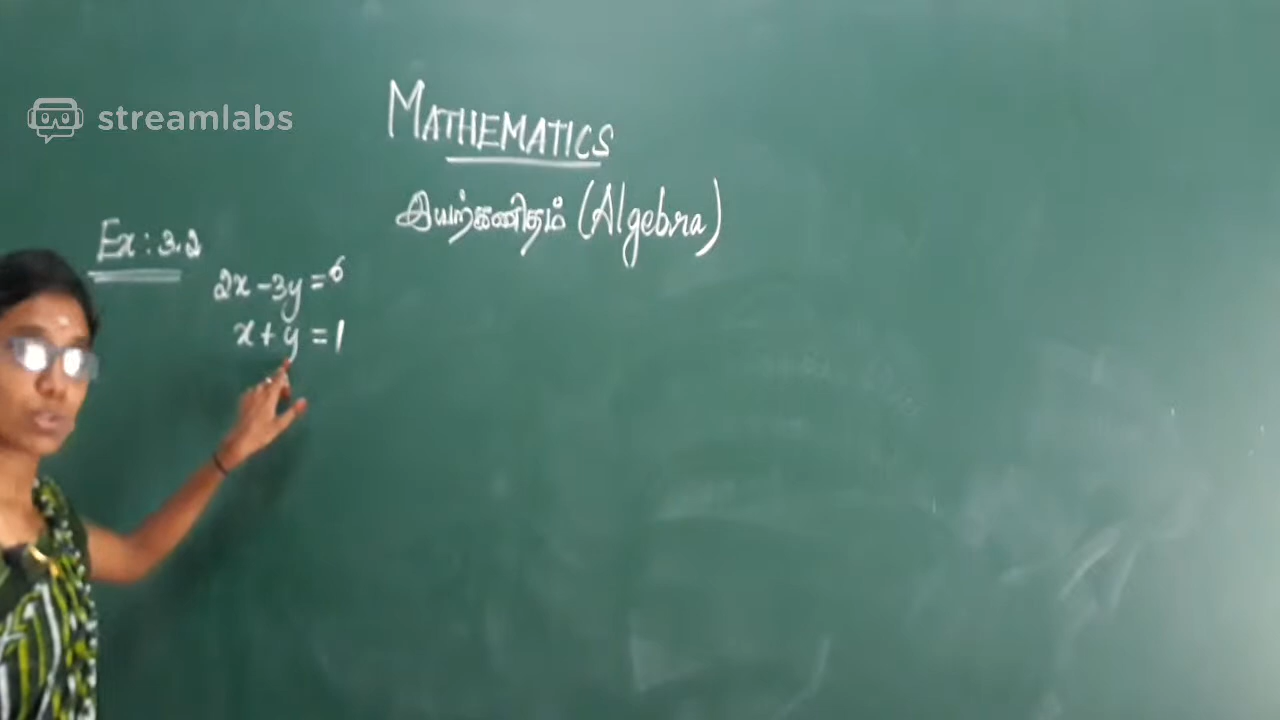 streamlabs
MATHEMATICS
இயற்கணிதம் (Algebra)
Ex: 3.2
2x - 3y = 6
x + y = 1